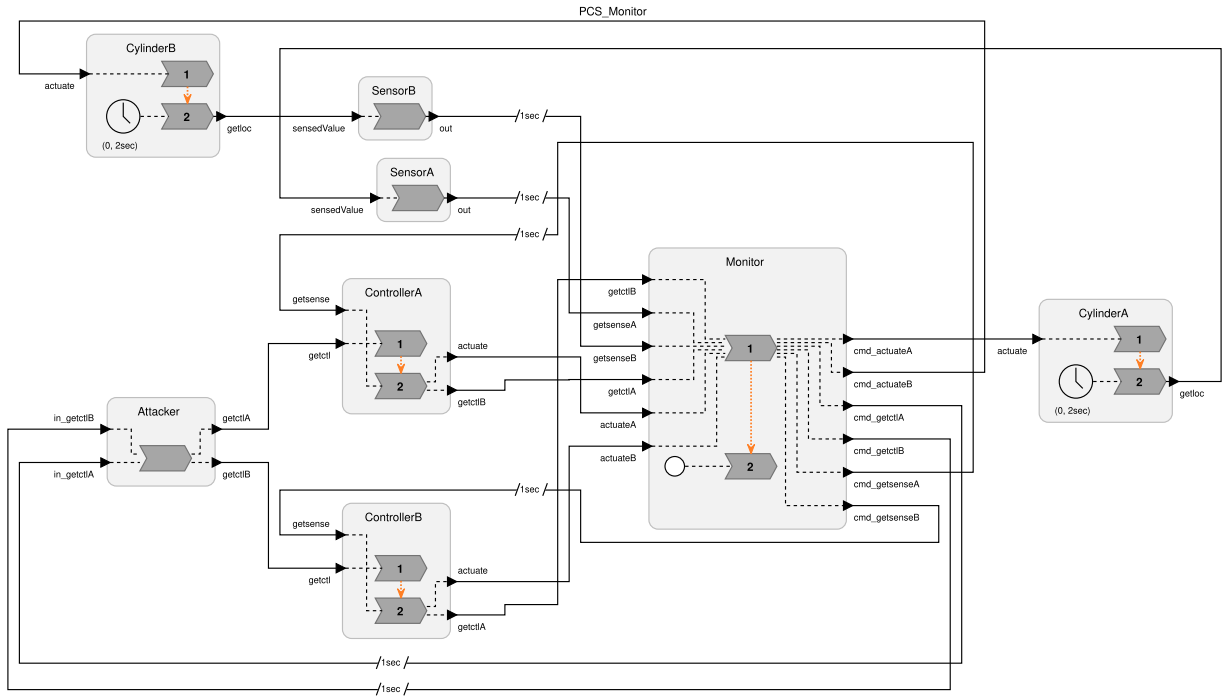 PCS_Monitor
CylinderB
1
actuate
2
getloc
(0, 2sec)
SensorB
sensedValue
out
1sec
SensorA
sensedValue
out
1sec
1sec
Monitor
getctlB
getsenseA
getsenseB
getctlA
actuateA
actuateB
1
2
cmd_actuateA
cmd_actuateB
cmd_getctlA
cmd_getctlB
cmd_getsenseA
cmd_getsenseB
CylinderA
1
actuate
2
getloc
(0, 2sec)
ControllerA
getsense
getctl
1
2
actuate
getctlB
Attacker
in_getctlB
in_getctlA
getctlA
getctlB
1sec
ControllerB
getsense
getctl
1
2
actuate
getctlA
1sec
1sec